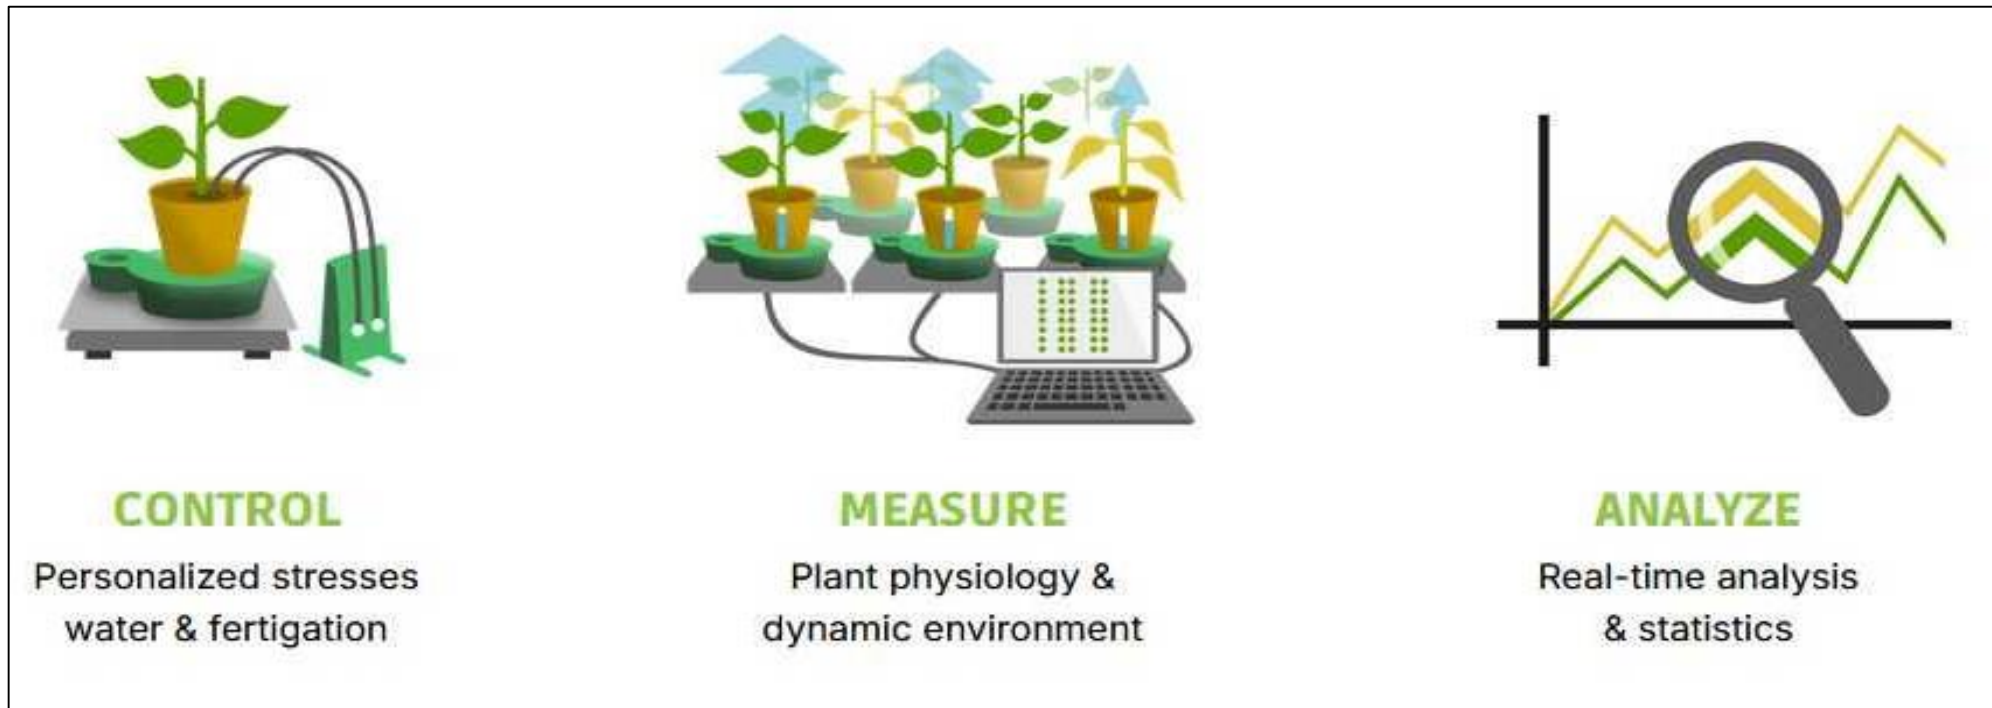 CONTROL
Personalized stresses
water & fertigation
MEASURE
Plant physiology &
dynamic environment
ANALYZE
Real-time analysis
& statistics